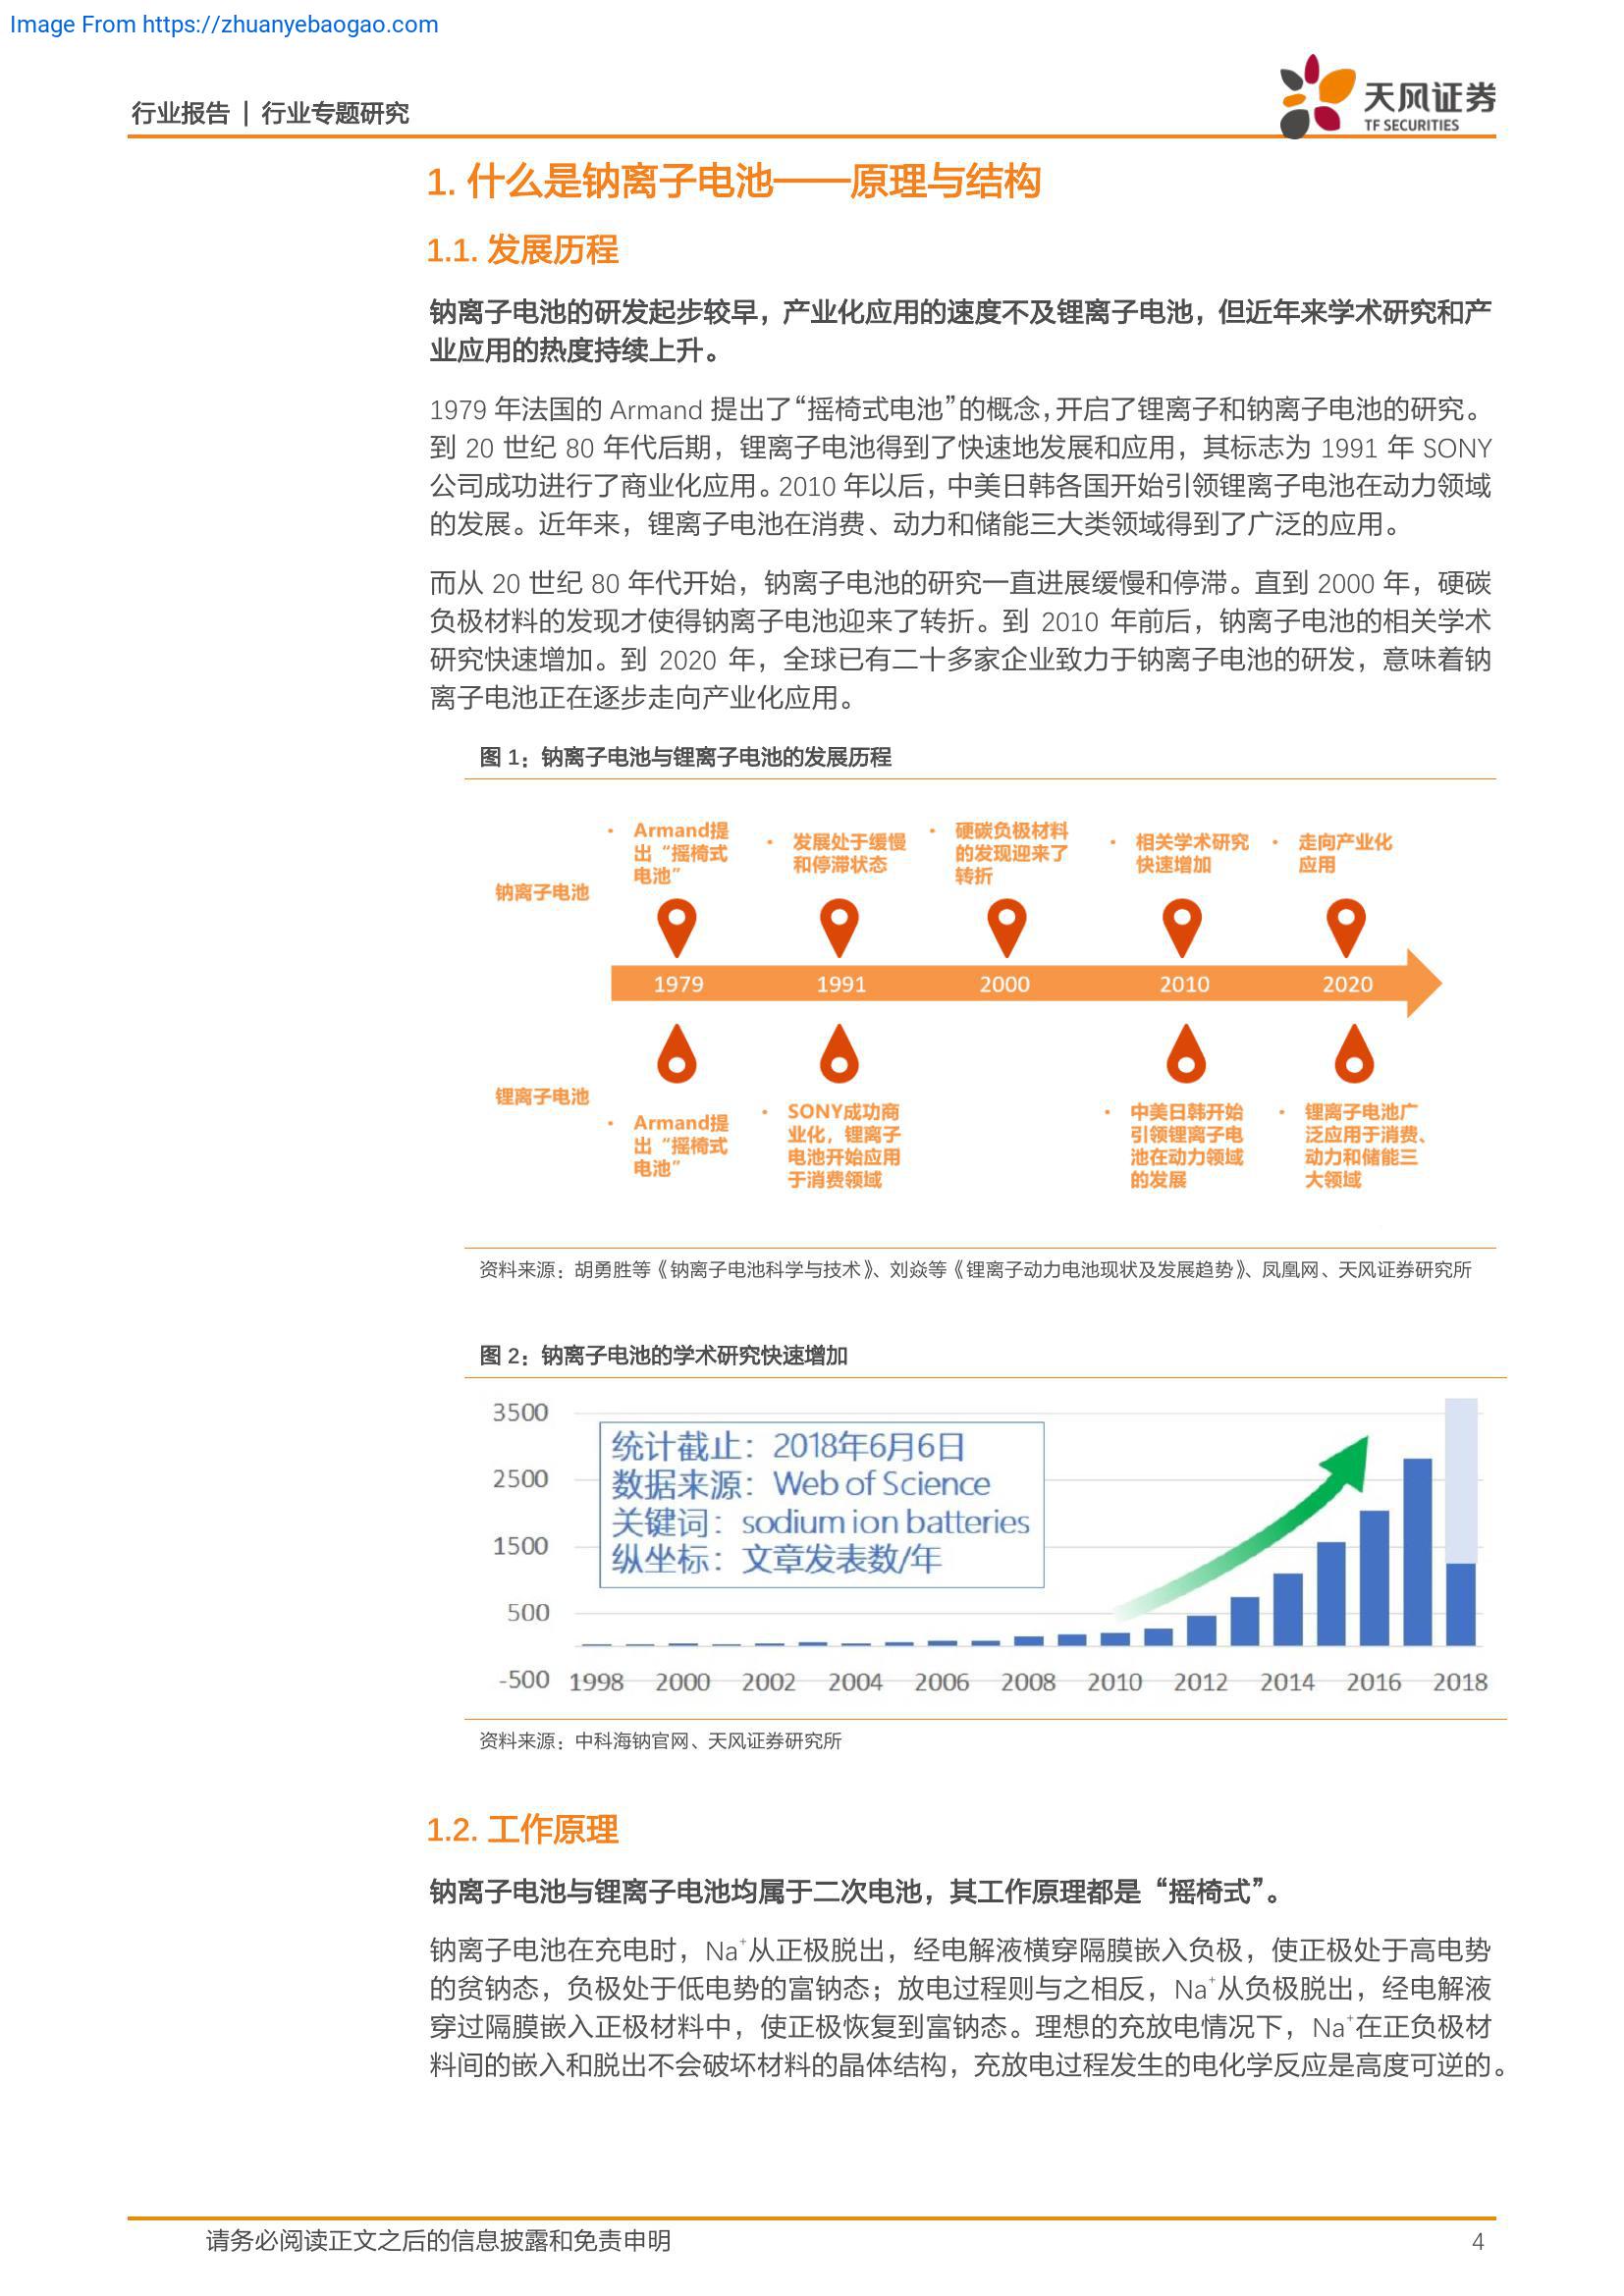 Image From https://zhuanyebaogao.com
行业报告 | 行业专题研究
天风证券
TF SECURITIES
1. 什么是钠离子电池——原理与结构
1.1. 发展历程
钠离子电池的研发起步较早，产业化应用的速度不及锂离子电池，但近年来学术研究和产
业应用的热度持续上升。
1979 年法国的 Armand 提出了“摇椅式电池”的概念，开启了锂离子和钠离子电池的研究。
到 20 世纪 80 年代后期，锂离子电池得到了快速地发展和应用，其标志为 1991 年 SONY
公司成功进行了商业化应用。2010 年以后，中美日韩各国开始引领锂离子电池在动力领域
的发展。近年来，锂离子电池在消费、动力和储能三大类领域得到了广泛的应用。
而从 20 世纪 80 年代开始，钠离子电池的研究一直进展缓慢和停滞。直到 2000 年，硬碳
负极材料的发现才使得钠离子电池迎来了转折。到 2010 年前后，钠离子电池的相关学术
研究快速增加。到 2020 年，全球已有二十多家企业致力于钠离子电池的研发，意味着钠
离子电池正在逐步走向产业化应用。
图 1：钠离子电池与锂离子电池的发展历程
钠离子电池
• Armand提
出“摇椅式
电池”
• 发展处于缓慢
和停滞状态
• 硬碳负极材料
的发现迎来了
转折
• 相关学术研究
快速增加
• 走向产业化
应用
1979 1991 2000 2010 2020
锂离子电池
• Armand提
出“摇椅式
电池”
• SONY成功商
业化，锂离子
电池开始应用
于消费领域
• 中美日韩开始
引领锂离子电
池在动力领域
的发展
• 锂离子电池广
泛应用于消费、
动力和储能三
大领域
资料来源：胡勇胜等《钠离子电池科学与技术》、刘焱等《锂离子动力电池现状及发展趋势》、凤凰网、天风证券研究所
图 2：钠离子电池的学术研究快速增加
3500
2500
1500
500
-500
统计截止：2018年6月6日
数据来源：Web of Science
关键词：sodium ion batteries
纵坐标：文章发表数/年
1998 2000 2002 2004 2006 2008 2010 2012 2014 2016 2018
资料来源：中科海钠官网、天风证券研究所
1.2. 工作原理
钠离子电池与锂离子电池均属于二次电池，其工作原理都是“摇椅式”。
钠离子电池在充电时，Na⁺从正极脱出，经电解液横穿隔膜嵌入负极，使正极处于高电势
的贫钠态，负极处于低电势的富钠态；放电过程则与之相反，Na⁺从负极脱出，经电解液
穿过隔膜嵌入正极材料中，使正极恢复到富钠态。理想的充放电情况下，Na⁺在正负极材
料间的嵌入和脱出不会破坏材料的晶体结构，充放电过程发生的电化学反应是高度可逆的。
请务必阅读正文之后的信息披露和免责申明
4